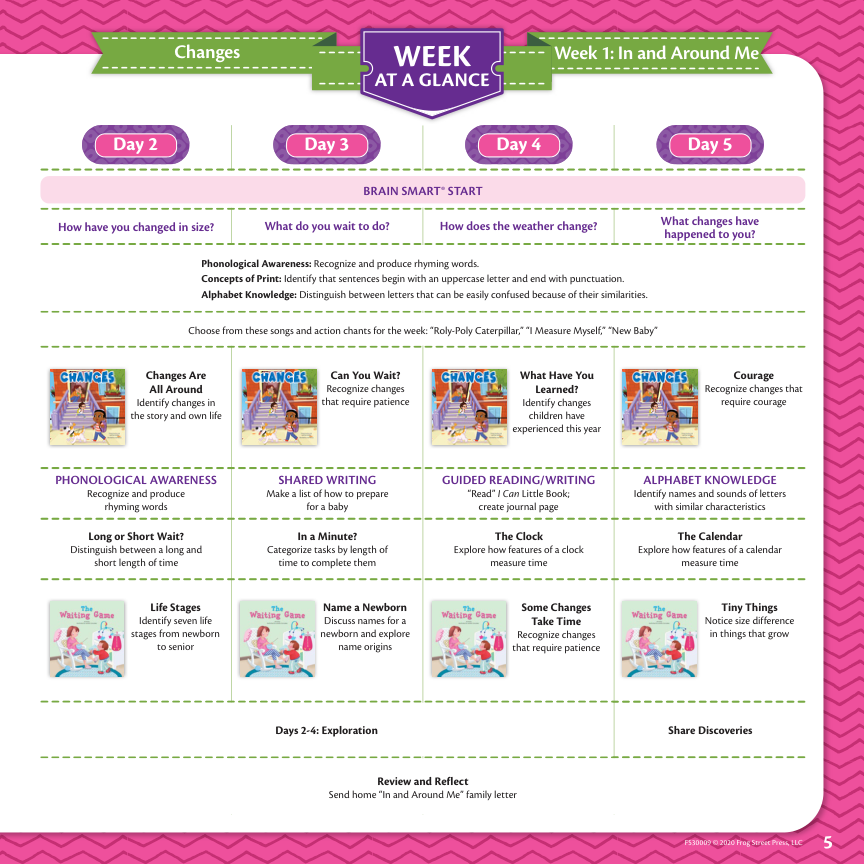 Changes
WEEK
AT A GLANCE
Week 1: In and Around Me
Day 2
Day 3
Day 4
Day 5
BRAIN SMART® START
How have you changed in size?
What do you wait to do?
How does the weather change?
What changes have
happened to you?
Phonological Awareness: Recognize and produce rhyming words.
Concepts of Print: Identify that sentences begin with an uppercase letter and end with punctuation.
Alphabet Knowledge: Distinguish between letters that can be easily confused because of their similarities.
Choose from these songs and action chants for the week: “Roly-Poly Caterpillar,” “I Measure Myself,” “New Baby”
CHANGES
Changes Are
All Around
Identify changes in
the story and own life
CHANGES
Can You Wait?
Recognize changes
that require patience
CHANGES
What Have You
Learned?
Identify changes
children have
experienced this year
CHANGES
Courage
Recognize changes that
require courage
PHONOLOGICAL AWARENESS
Recognize and produce
rhyming words
SHARED WRITING
Make a list of how to prepare
for a baby
GUIDED READING/WRITING
“Read” I Can Little Book;
create journal page
ALPHABET KNOWLEDGE
Identify names and sounds of letters
with similar characteristics
Long or Short Wait?
Distinguish between a long and
short length of time
In a Minute?
Categorize tasks by length of
time to complete them
The Clock
Explore how features of a clock
measure time
The Calendar
Explore how features of a calendar
measure time
The
Waiting Game
Life Stages
Identify seven life
stages from newborn
to senior
The
Waiting Game
Name a Newborn
Discuss names for a
newborn and explore
name origins
The
Waiting Game
Some Changes
Take Time
Recognize changes
that require patience
The
Waiting Game
Tiny Things
Notice size difference
in things that grow
Days 2-4: Exploration
Share Discoveries
Review and Reflect
Send home “In and Around Me” family letter
FS30009 © 2020 Frog Street Press, LLC
5